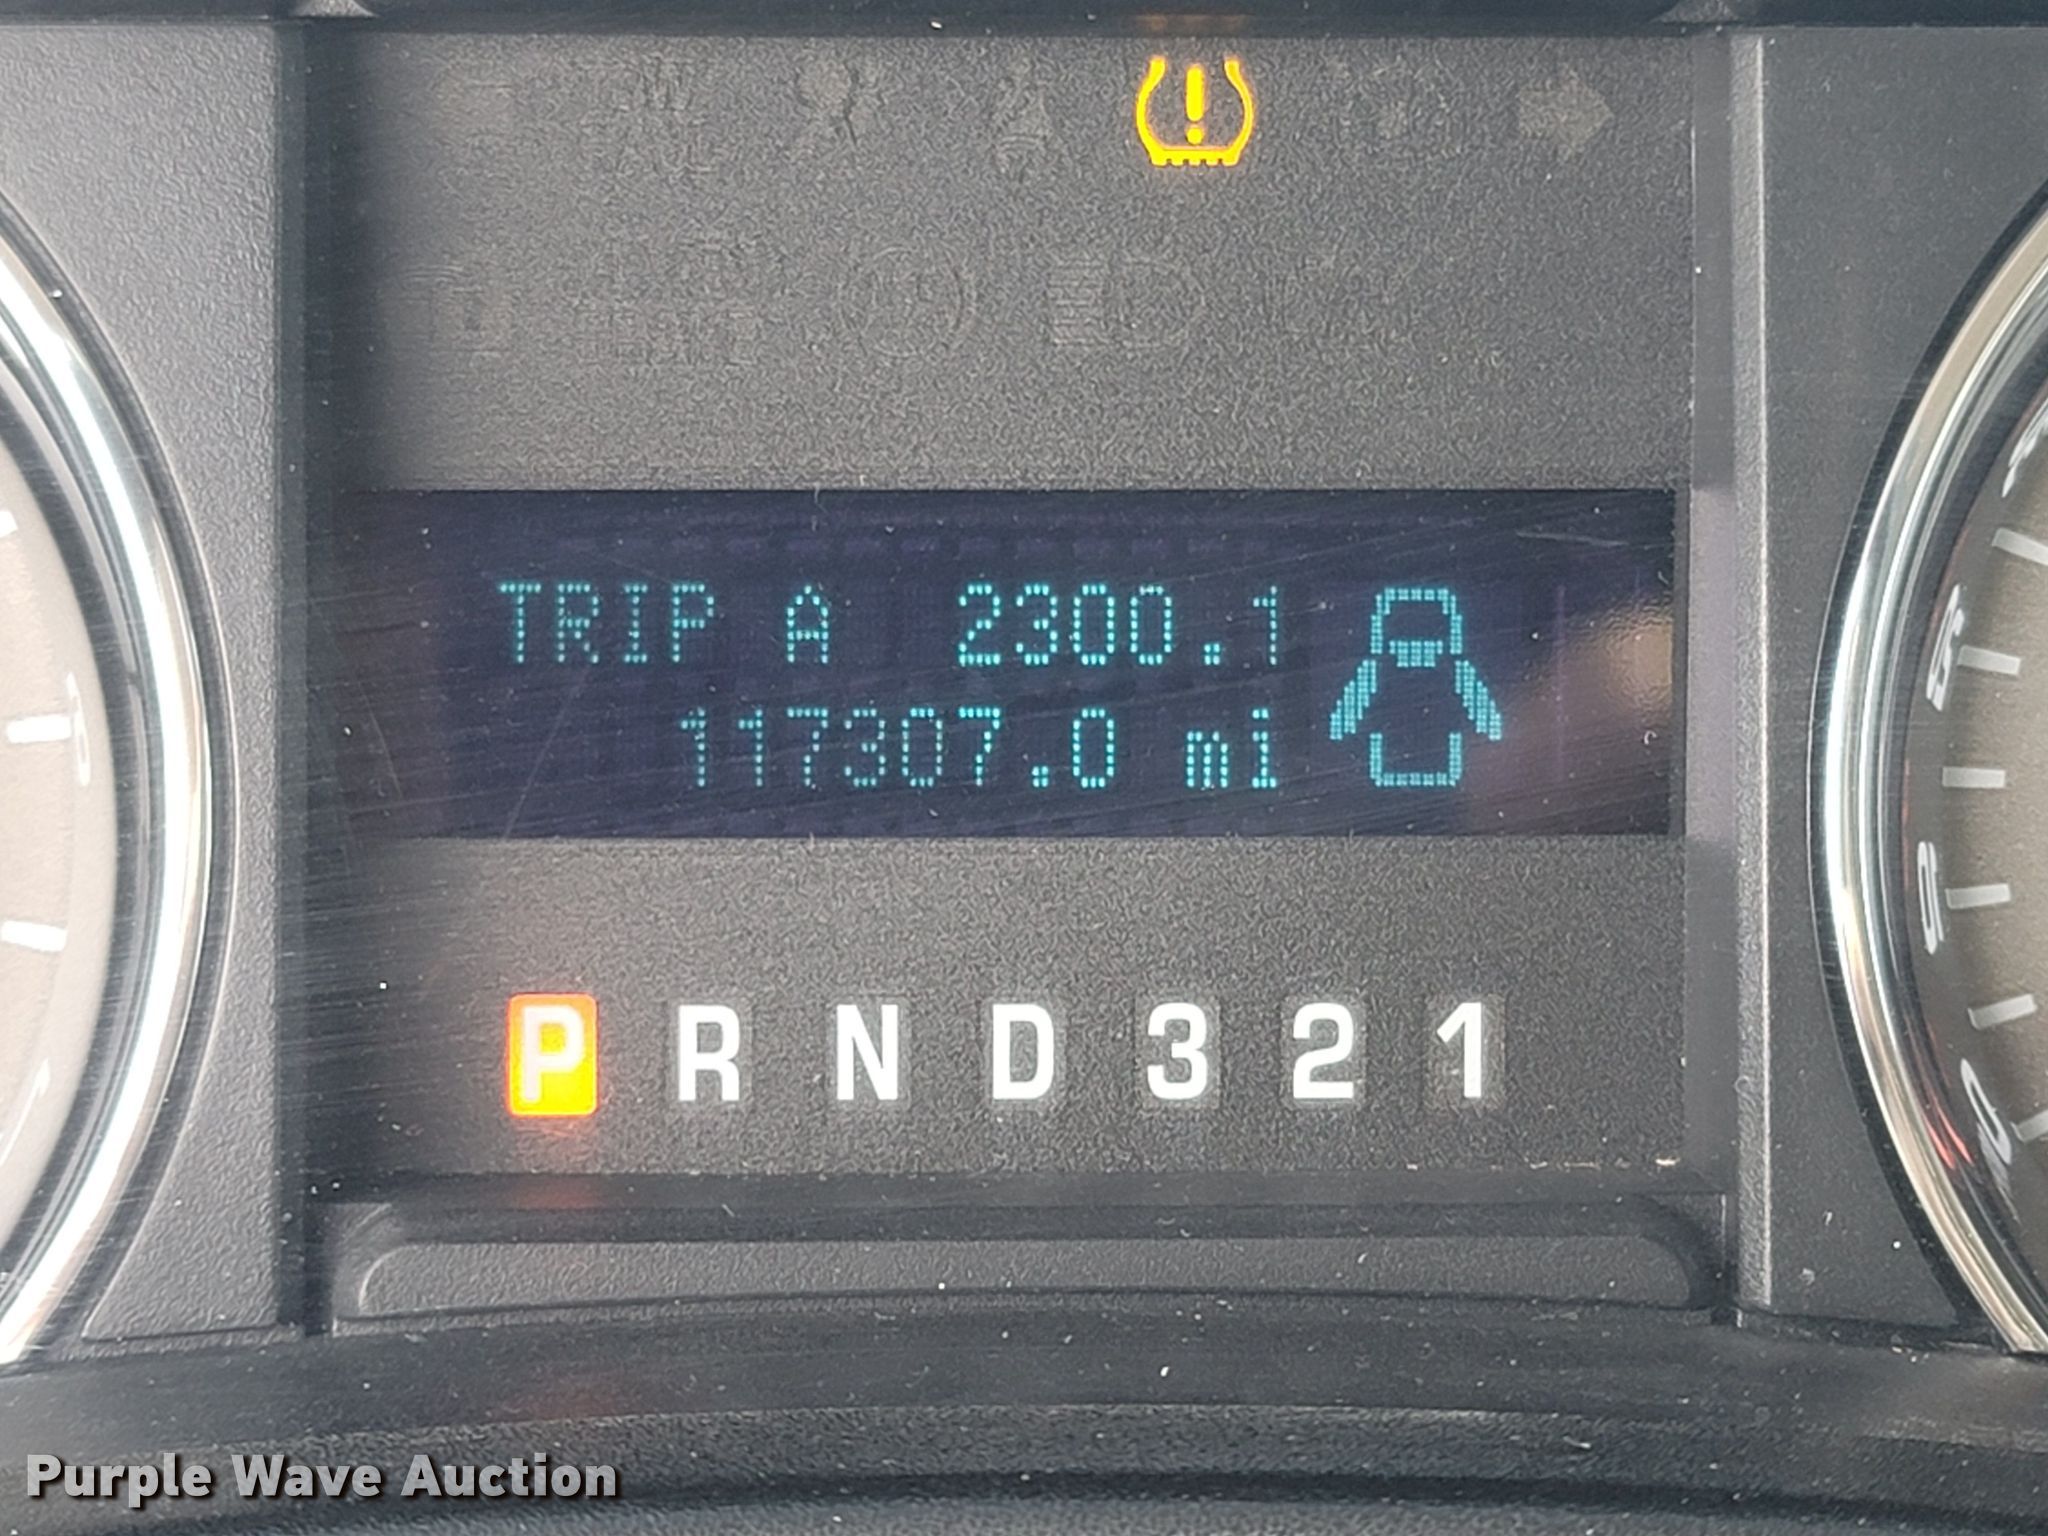 TRIP A 2300.1
117307.0 mi
P R N D 3 2 1
Purple Wave Auction